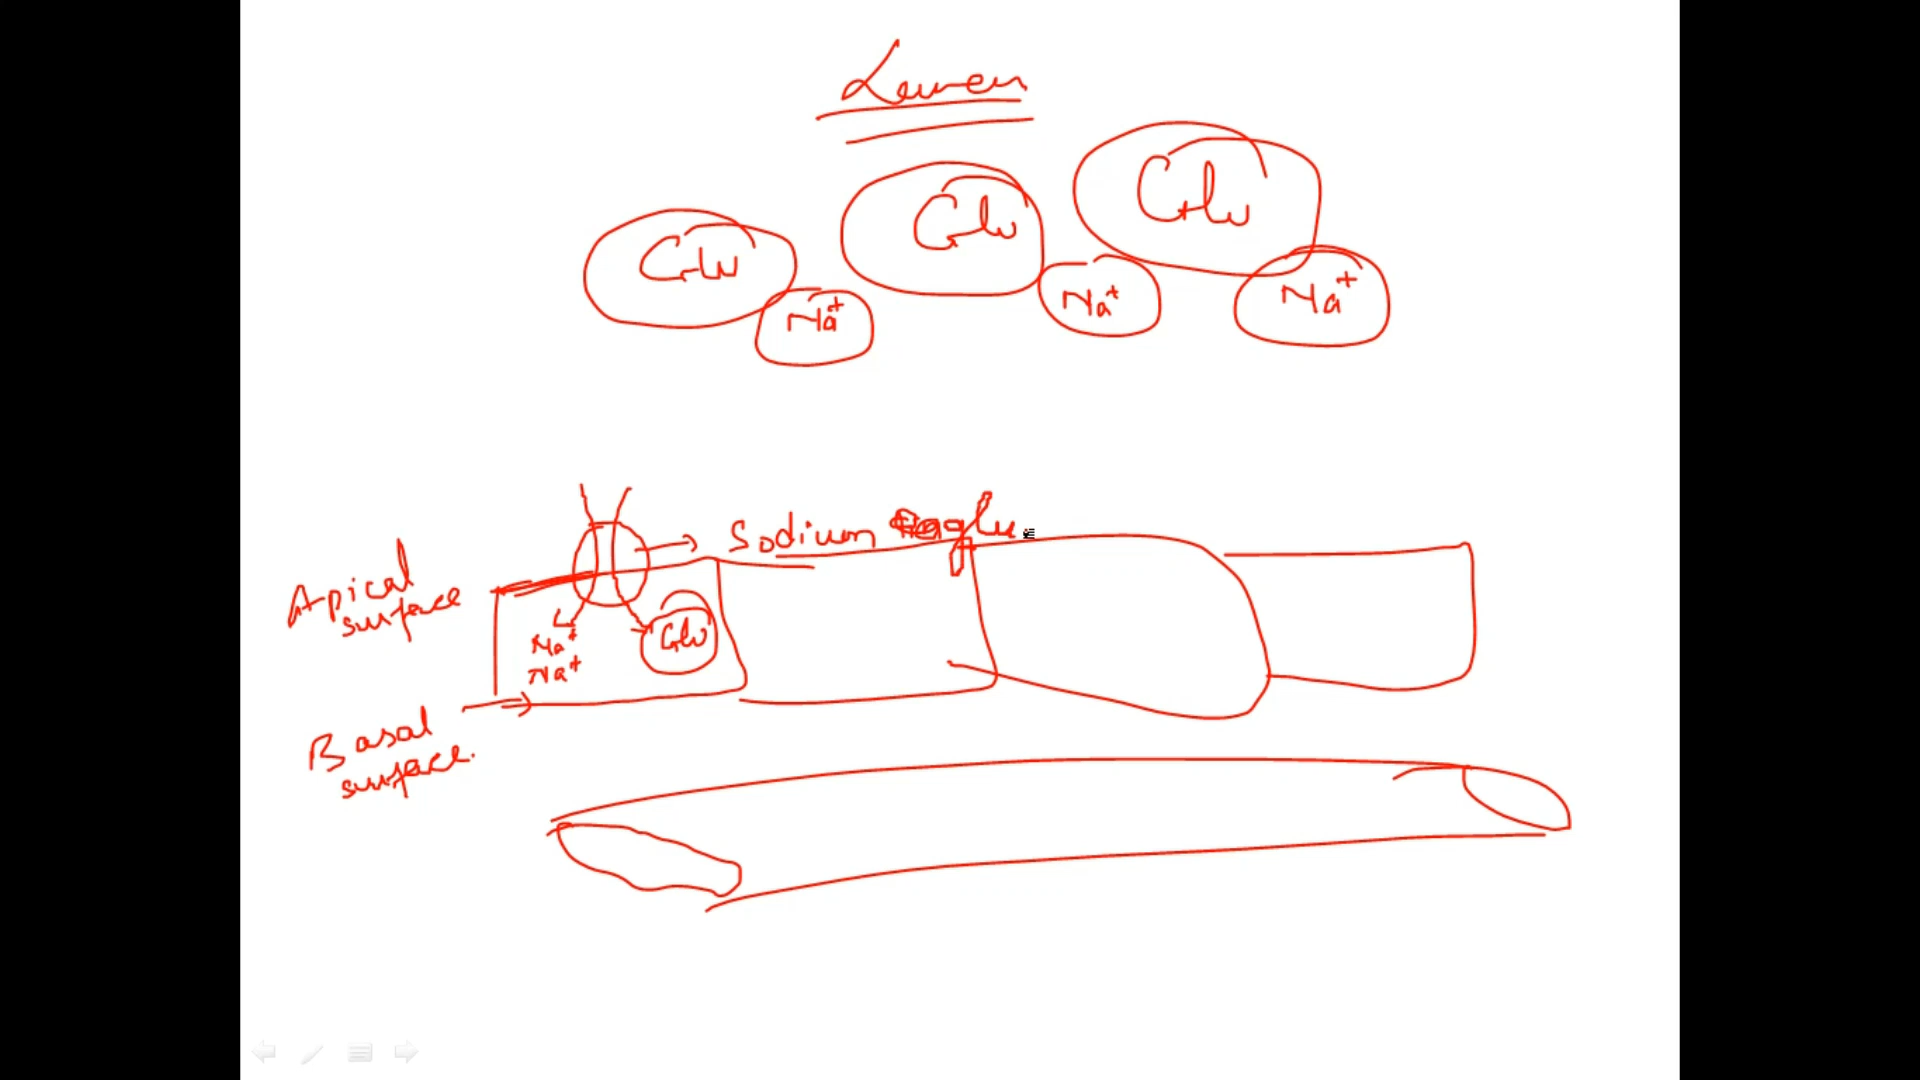 Lumen
Glu
Glu
Glu
Na+
Na+
Na+
Sodium glu
Apical
surface
Glu
Na+
Na+
Basal
surface.